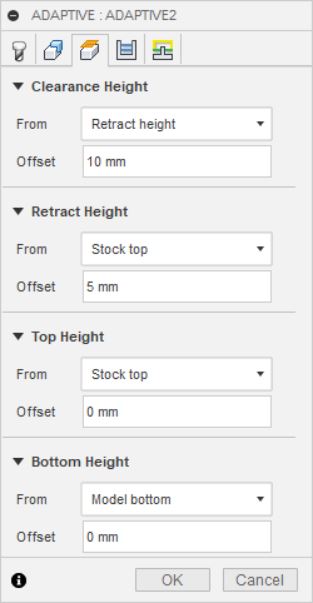 ADAPTIVE : ADAPTIVE2
Clearance Height
From Retract height
Offset 10 mm
Retract Height
From Stock top
Offset 5 mm
Top Height
From Stock top
Offset 0 mm
Bottom Height
From Model bottom
Offset 0 mm
OK Cancel